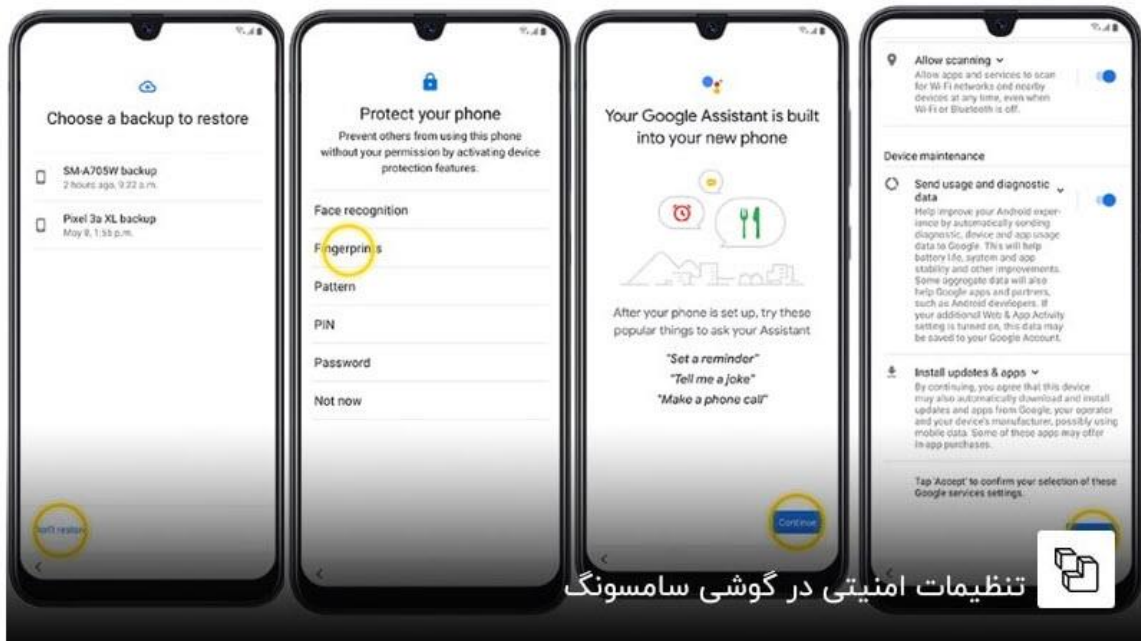 Choose a backup to restore
SM-A705W backup
2 hours ago, 9:22 a.m.
Pixel 3a XL backup
May 8, 1:55 p.m.
Don't restore
Protect your phone
Prevent others from using this phone
without your permission by activating device
protection features.
Face recognition
Fingerprints
Pattern
PIN
Password
Not now
Your Google Assistant is built
into your new phone
After your phone is set up, try these
popular things to ask your Assistant
"Set a reminder"
"Tell me a joke"
"Make a phone call"
Continue
Allow scanning
Allow apps and services to scan
for Wi-Fi networks and nearby
devices at any time, even when
Wi-Fi or Bluetooth is off.
Device maintenance
Send usage and diagnostic
data
Help improve your Android exper-
ience by automatically sending
diagnostic, device and app usage
data to Google. This will help
battery life, system and app
stability and other improvements.
Some aggregate data will also
help Google apps and partners,
such as Android developers. If
your additional Web & App Activity
setting is turned on, this data may
be saved to your Google Account.
Install updates & apps
By continuing, you agree that this device
may also automatically download and install
updates and apps from Google, your operator
and your device's manufacturer, possibly using
mobile data. Some of these apps may offer
in-app purchases.
Tap 'Accept' to confirm your selection of these
Google services settings.
تنظیمات امنیتی در گوشی سامسونگ